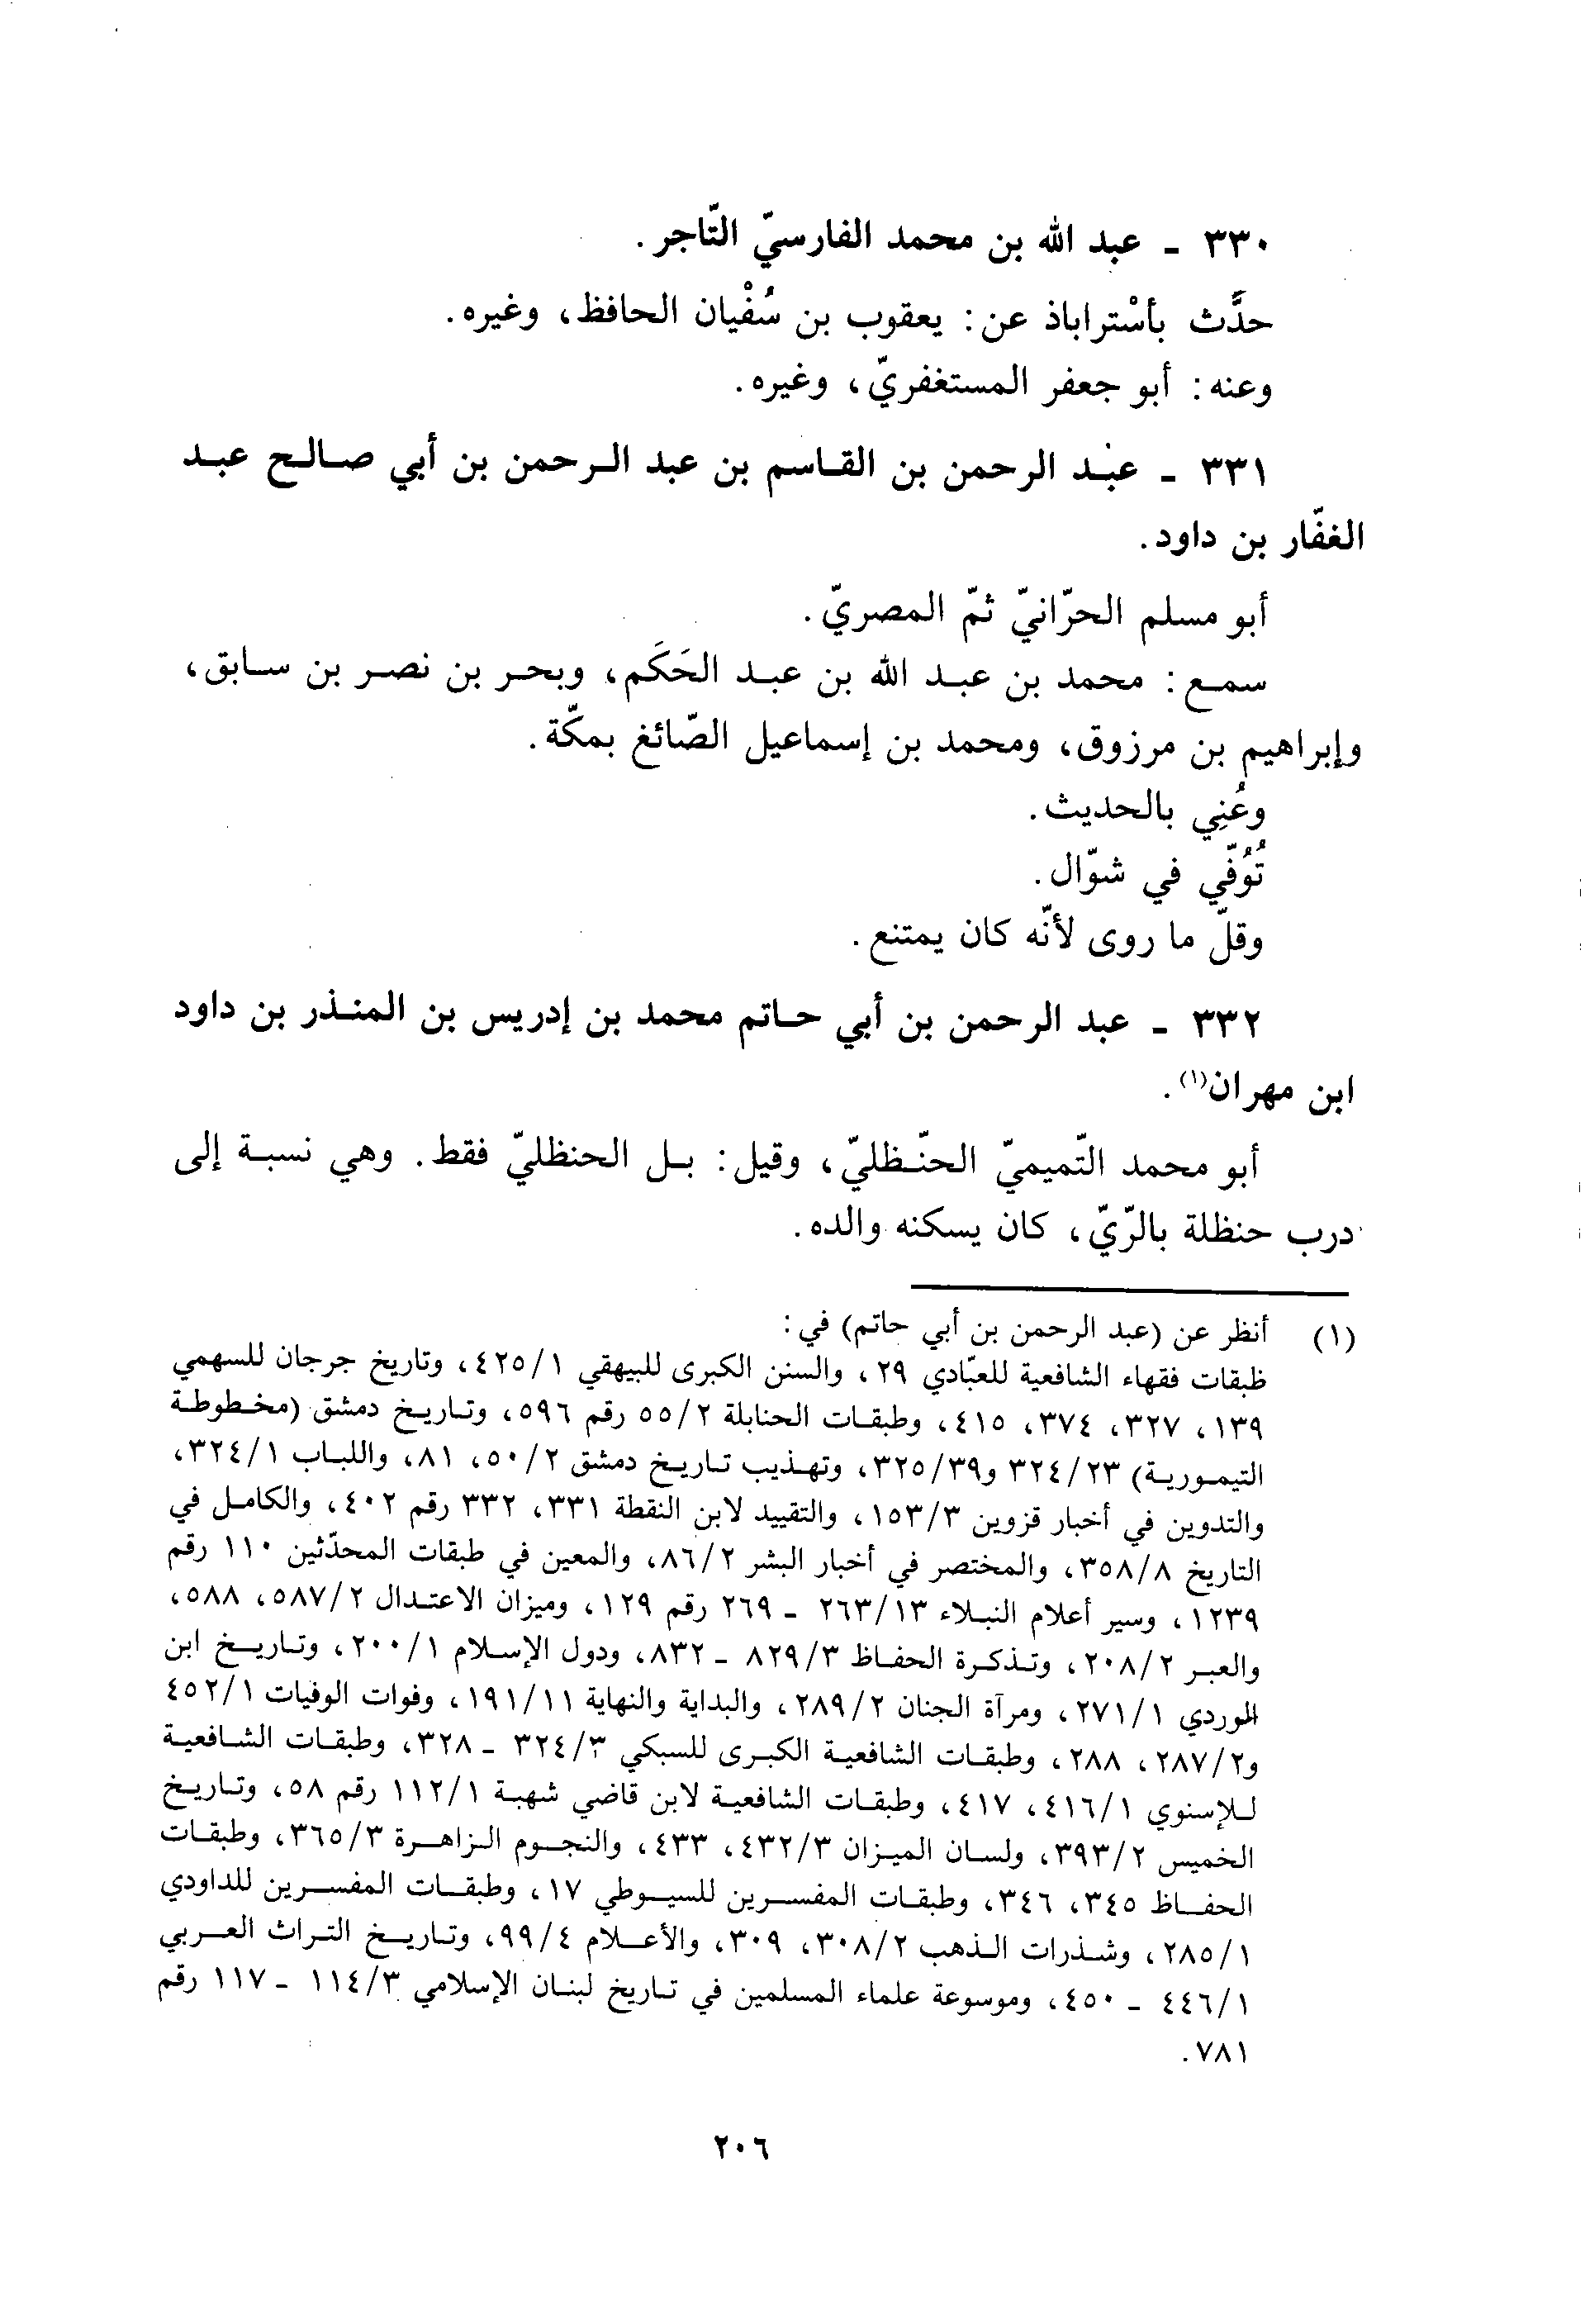 ٣٣٠ - عبد الله بن محمد الفارسيّ التّاجر.
حدَّث بأسْتراباذ عن: يعقوب بن سُفْيان الحافظ، وغيره.
وعنه: أبو جعفر المستغفريّ، وغيره.
٣٣١ - عبد الرحمن بن القاسم بن عبد الرحمن بن أبي صالح عبد
الغفّار بن داود.
أبو مسلم الحرّانيّ ثمّ المصريّ.
سمع: محمد بن عبد الله بن عبد الحَكَم، وبحر بن نصر بن سابق،
وإبراهيم بن مرزوق، ومحمد بن إسماعيل الصّائغ بمكّة.
وعُنِي بالحديث.
تُوُفّي في شوّال.
وقلّ ما روى لأنّه كان يمتنع.
٣٣٢ - عبد الرحمن بن أبي حاتم محمد بن إدريس بن المنذر بن داود
ابن مهران(١).
أبو محمد التّميميّ الحنّظليّ، وقيل: بل الحنظليّ فقط. وهي نسبة إلى
درب حنظلة بالرّيّ، كان يسكنه والده.
(١) أنظر عن (عبد الرحمن بن أبي حاتم) في:
طبقات فقهاء الشافعية للعبّادي ٢٩، والسنن الكبرى للبيهقي ٤٢٥/١، وتاريخ جرجان للسهمي
١٣٩، ٣٢٧، ٣٧٤، ٤١٥، وطبقات الحنابلة ٥٥/٢ رقم ٥٩٦، وتاريخ دمشق (مخطوطة
التيمورية) ٣٢٤/٢٣ و٣٢٥/٣٩، وتهذيب تاريخ دمشق ٥٠/٢، ٨١، واللباب ٣٢٤/١،
والتدوين في أخبار قزوين ١٥٣/٣، والتقييد لابن النقطة ٣٣١، ٣٣٢ رقم ٤٠٢، والكامل في
التاريخ ٣٥٨/٨، والمختصر في أخبار البشر ٨٦/٢، والمعين في طبقات المحدّثين ١١٠ رقم
١٢٣٩، وسير أعلام النبلاء ٢٦٣/١٣ - ٢٦٩ رقم ١٢٩، وميزان الاعتدال ٥٨٧/٢، ٥٨٨،
والعبر ٢٠٨/٢، وتذكرة الحفاظ ٨٢٩/٣ - ٨٣٢، ودول الإسلام ٢٠٠/١، وتاريخ ابن
الوردي ٢٧١/١، ومرآة الجنان ٢٨٩/٢، والبداية والنهاية ١٩١/١١، وفوات الوفيات ٤٥٢/١
و٢٨٧/٢، ٢٨٨، وطبقات الشافعية الكبرى للسبكي ٣٢٤/٣ - ٣٢٨، وطبقات الشافعية
للإسنوي ٤١٦/١، ٤١٧، وطبقات الشافعية لابن قاضي شهبة ١١٢/١ رقم ٥٨، وتاريخ
الخميس ٣٩٣/٢، ولسان الميزان ٤٣٢/٣، ٤٣٣، والنجوم الزاهرة ٣٦٥/٣، وطبقات
الحفاظ ٣٤٥، ٣٤٦، وطبقات المفسرين للسيوطي ١٧، وطبقات المفسرين للداودي
٢٨٥/١، وشذرات الذهب ٣٠٨/٢، ٣٠٩، والأعلام ٩٩/٤، وتاريخ التراث العربي
٤٤٦/١ - ٤٥٠، وموسوعة علماء المسلمين في تاريخ لبنان الإسلامي ١١٤/٣ - ١١٧ رقم
٧٨١.
٢٠٦